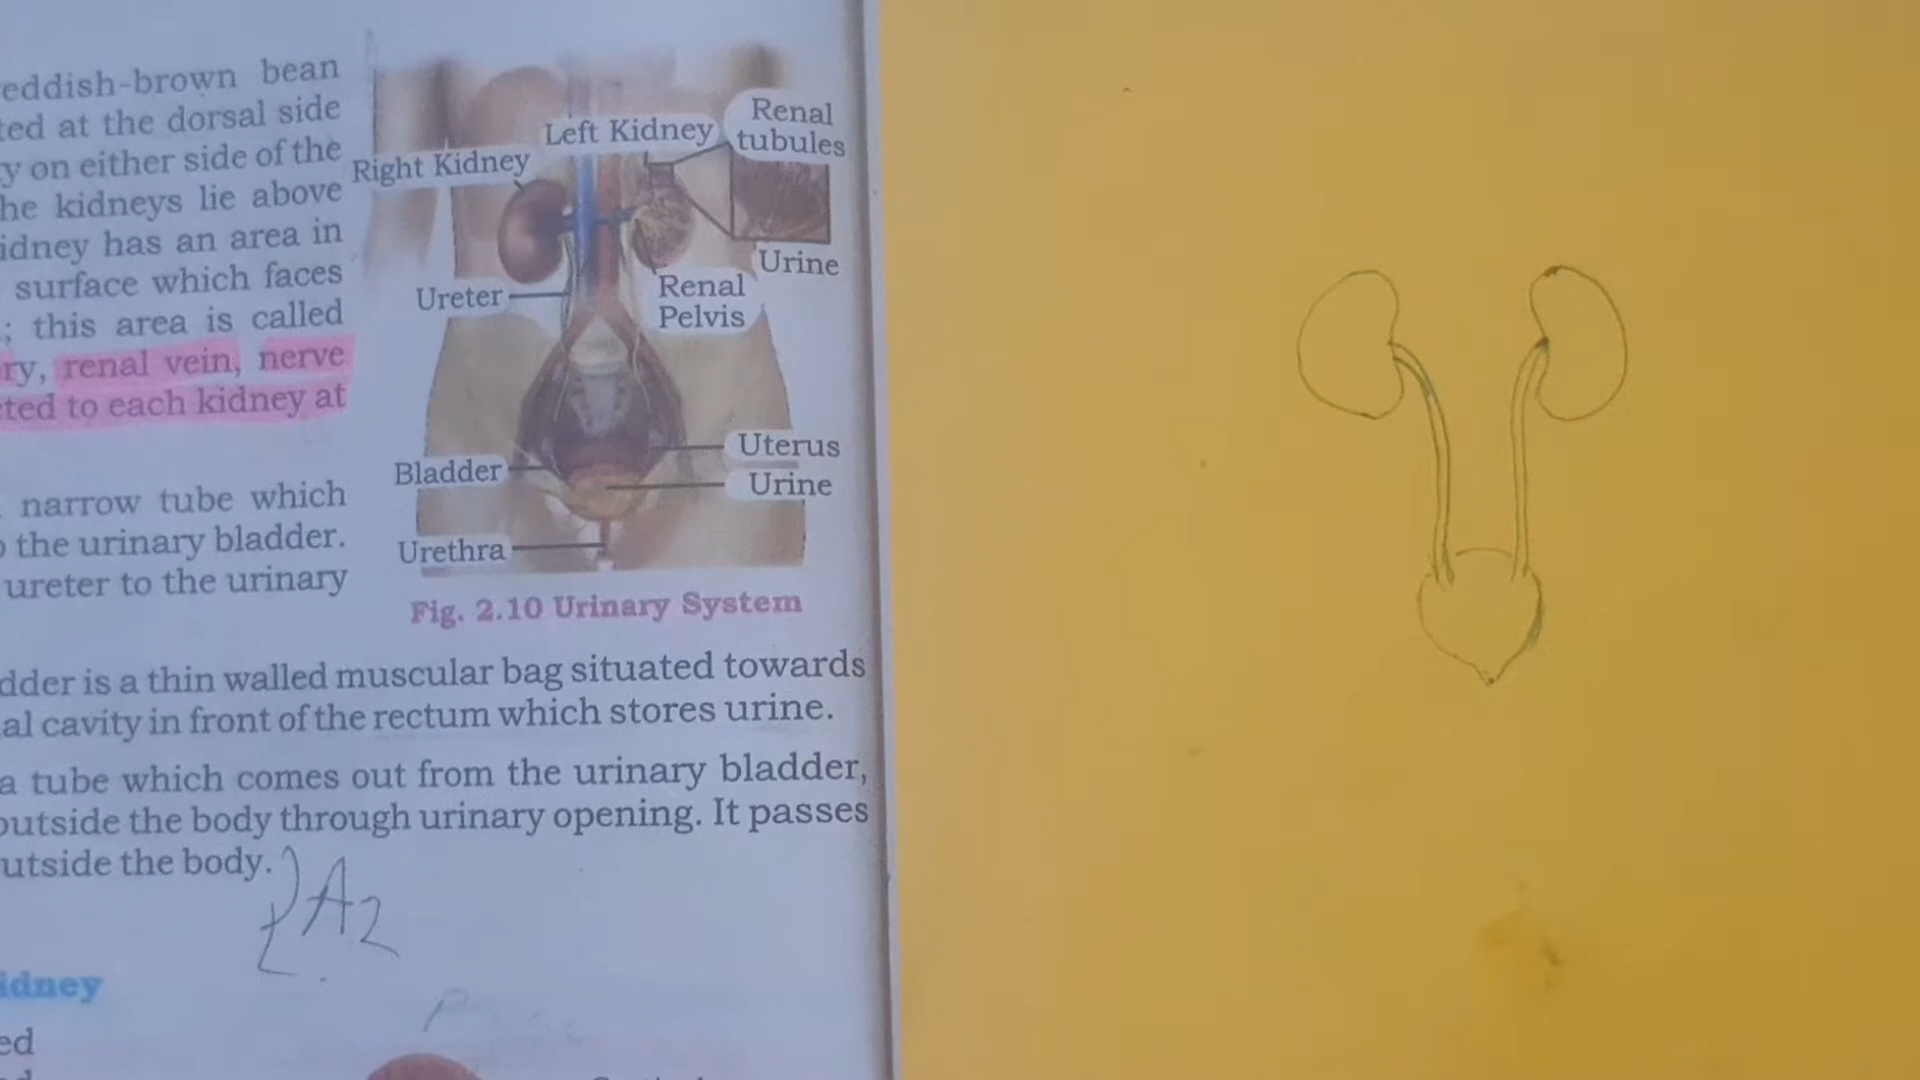 eddish-brown bean
ted at the dorsal side
y on either side of the
he kidneys lie above
idney has an area in
surface which faces
; this area is called
ry, renal vein, nerve
cted to each kidney at
narrow tube which
o the urinary bladder.
ureter to the urinary
Renal
tubules
Left Kidney
Right Kidney
Urine
Ureter
Renal
Pelvis
Uterus
Bladder
Urine
Urethra
Fig. 2.10 Urinary System
dder is a thin walled muscular bag situated towards
al cavity in front of the rectum which stores urine.
a tube which comes out from the urinary bladder,
outside the body through urinary opening. It passes
utside the body.
A2
idney
ed